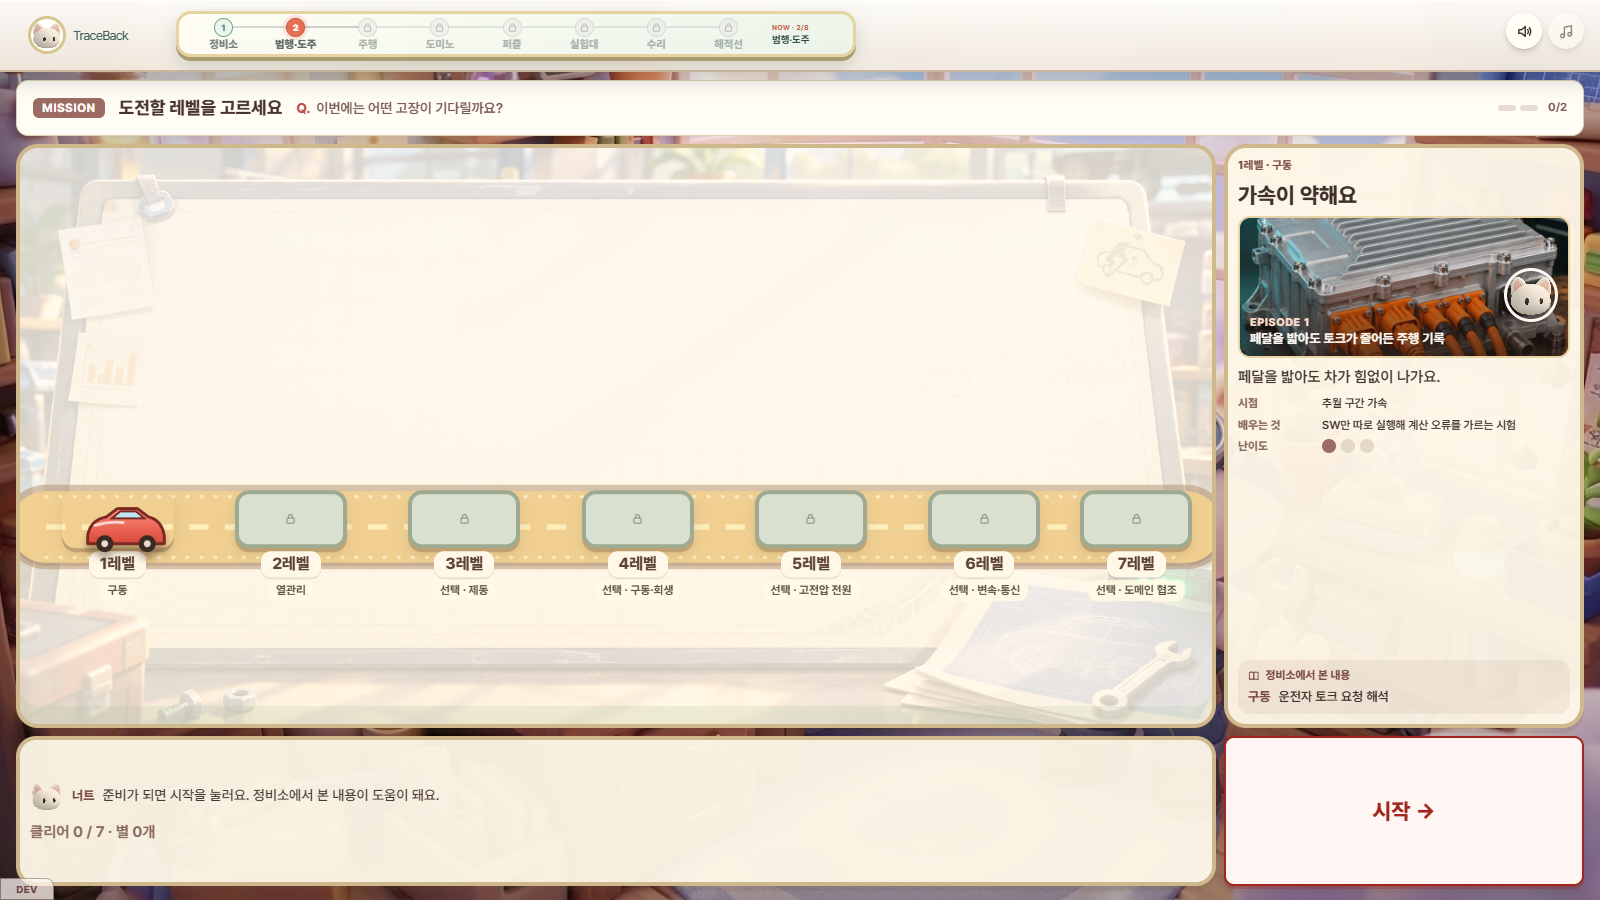 TraceBack
1 정비소
2 범행·도주
주행
도미노
퍼즐
실험대
수리
해적선
NOW · 2/8
범행·도주
MISSION 도전할 레벨을 고르세요 Q. 이번에는 어떤 고장이 기다릴까요? 0/2
1레벨
구동
2레벨
열관리
3레벨
선택 · 제동
4레벨
선택 · 구동·회생
5레벨
선택 · 고전압 전원
6레벨
선택 · 변속·통신
7레벨
선택 · 도메인 협조
1레벨 · 구동
가속이 약해요
EPISODE 1
페달을 밟아도 토크가 줄어든 주행 기록
페달을 밟아도 차가 힘없이 나가요.
시점 추월 구간 가속
배우는 것 SW만 따로 실행해 계산 오류를 가르는 시험
난이도
정비소에서 본 내용
구동 운전자 토크 요청 해석
너트 준비가 되면 시작을 눌러요. 정비소에서 본 내용이 도움이 돼요.
클리어 0 / 7 · 별 0개
시작 →
DEV